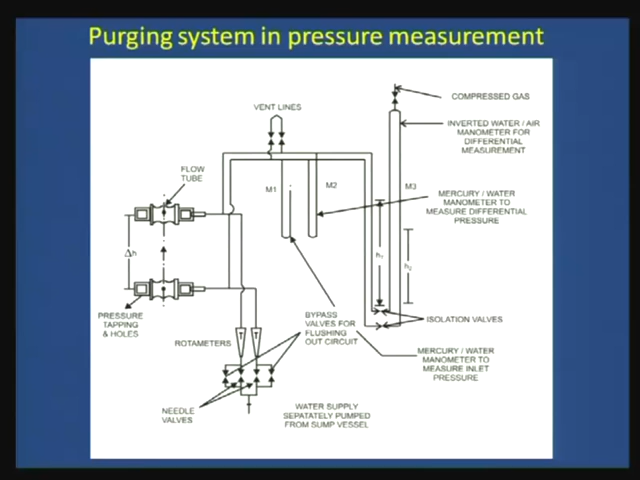 Purging system in pressure measurement
COMPRESSED GAS
VENT LINES
INVERTED WATER / AIR
MANOMETER FOR
DIFFERENTIAL
MEASUREMENT
FLOW
TUBE
M1
M2
M3
MERCURY / WATER
MANOMETER TO
MEASURE DIFFERENTIAL
PRESSURE
Δh
h₁
h₂
PRESSURE
TAPPING
& HOLES
BYPASS
VALVES FOR
FLUSHING
OUT CIRCUIT
ISOLATION VALVES
ROTAMETERS
MERCURY / WATER
MANOMETER TO
MEASURE INLET
PRESSURE
NEEDLE
VALVES
WATER SUPPLY
SEPATATELY PUMPED
FROM SUMP VESSEL